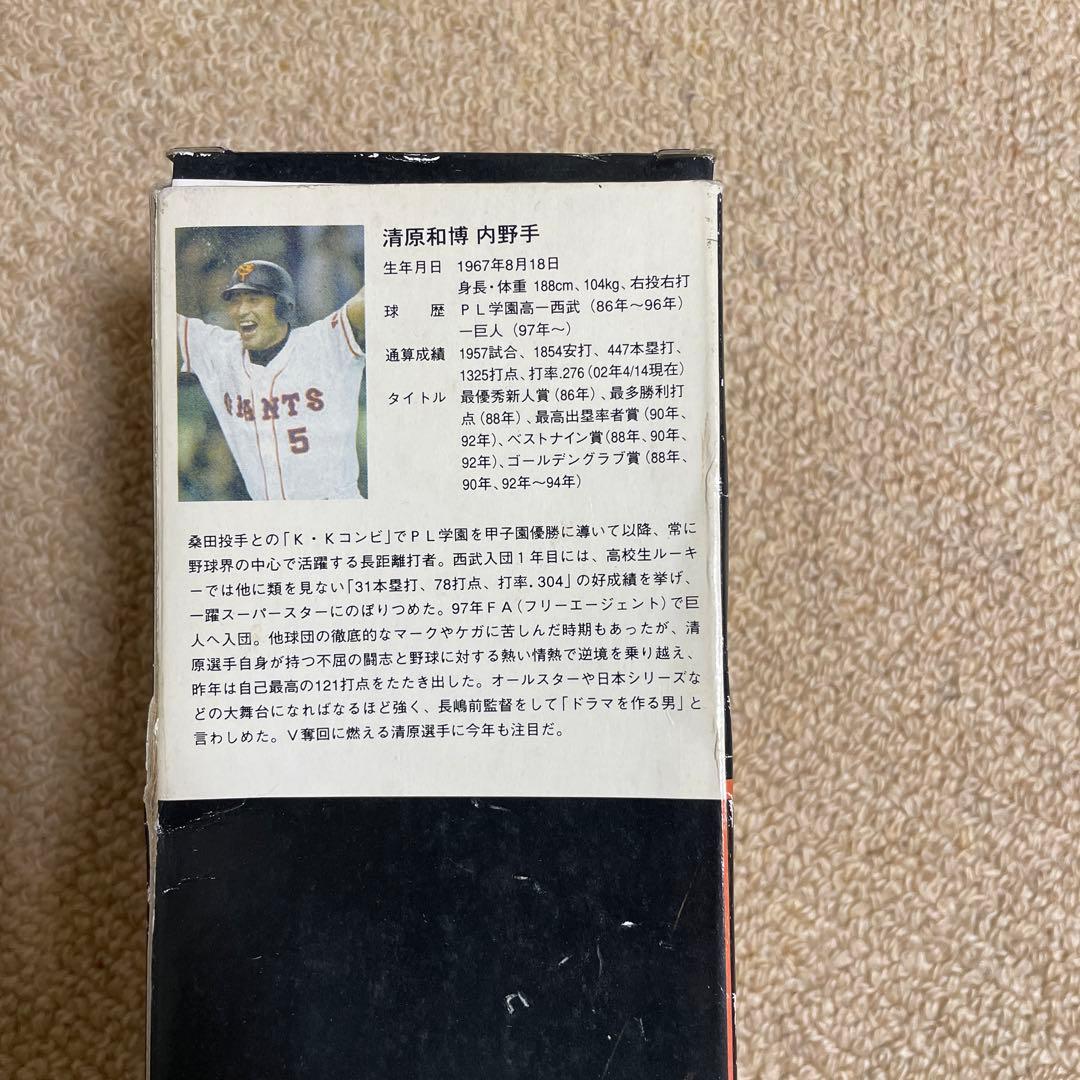 清原和博 内野手
生年月日 1967年8月18日
身長・体重 188cm、104kg、右投右打
球歴 PL学園高ー西武（86年〜96年）
ー巨人（97年〜）
通算成績 1957試合、1854安打、447本塁打、
1325打点、打率.276（02年4/14現在）
タイトル 最優秀新人賞（86年）、最多勝利打
点（88年）、最高出塁率者賞（90年、
92年）、ベストナイン賞（88年、90年、
92年）、ゴールデングラブ賞（88年、
90年、92年〜94年）
GIANTS
5
桑田投手との「K・Kコンビ」でPL学園を甲子園優勝に導いて以降、常に
野球界の中心で活躍する長距離打者。西武入団1年目には、高校生ルーキ
ーでは他に類を見ない「31本塁打、78打点、打率.304」の好成績を挙げ、
一躍スーパースターにのぼりつめた。97年FA（フリーエージェント）で巨
人へ入団。他球団の徹底的なマークやケガに苦しんだ時期もあったが、清
原選手自身が持つ不屈の闘志と野球に対する熱い情熱で逆境を乗り越え、
昨年は自己最高の121打点をたたき出した。オールスターや日本シリーズな
どの大舞台になればなるほど強く、長嶋前監督をして「ドラマを作る男」と
言わしめた。V奪回に燃える清原選手に今年も注目だ。